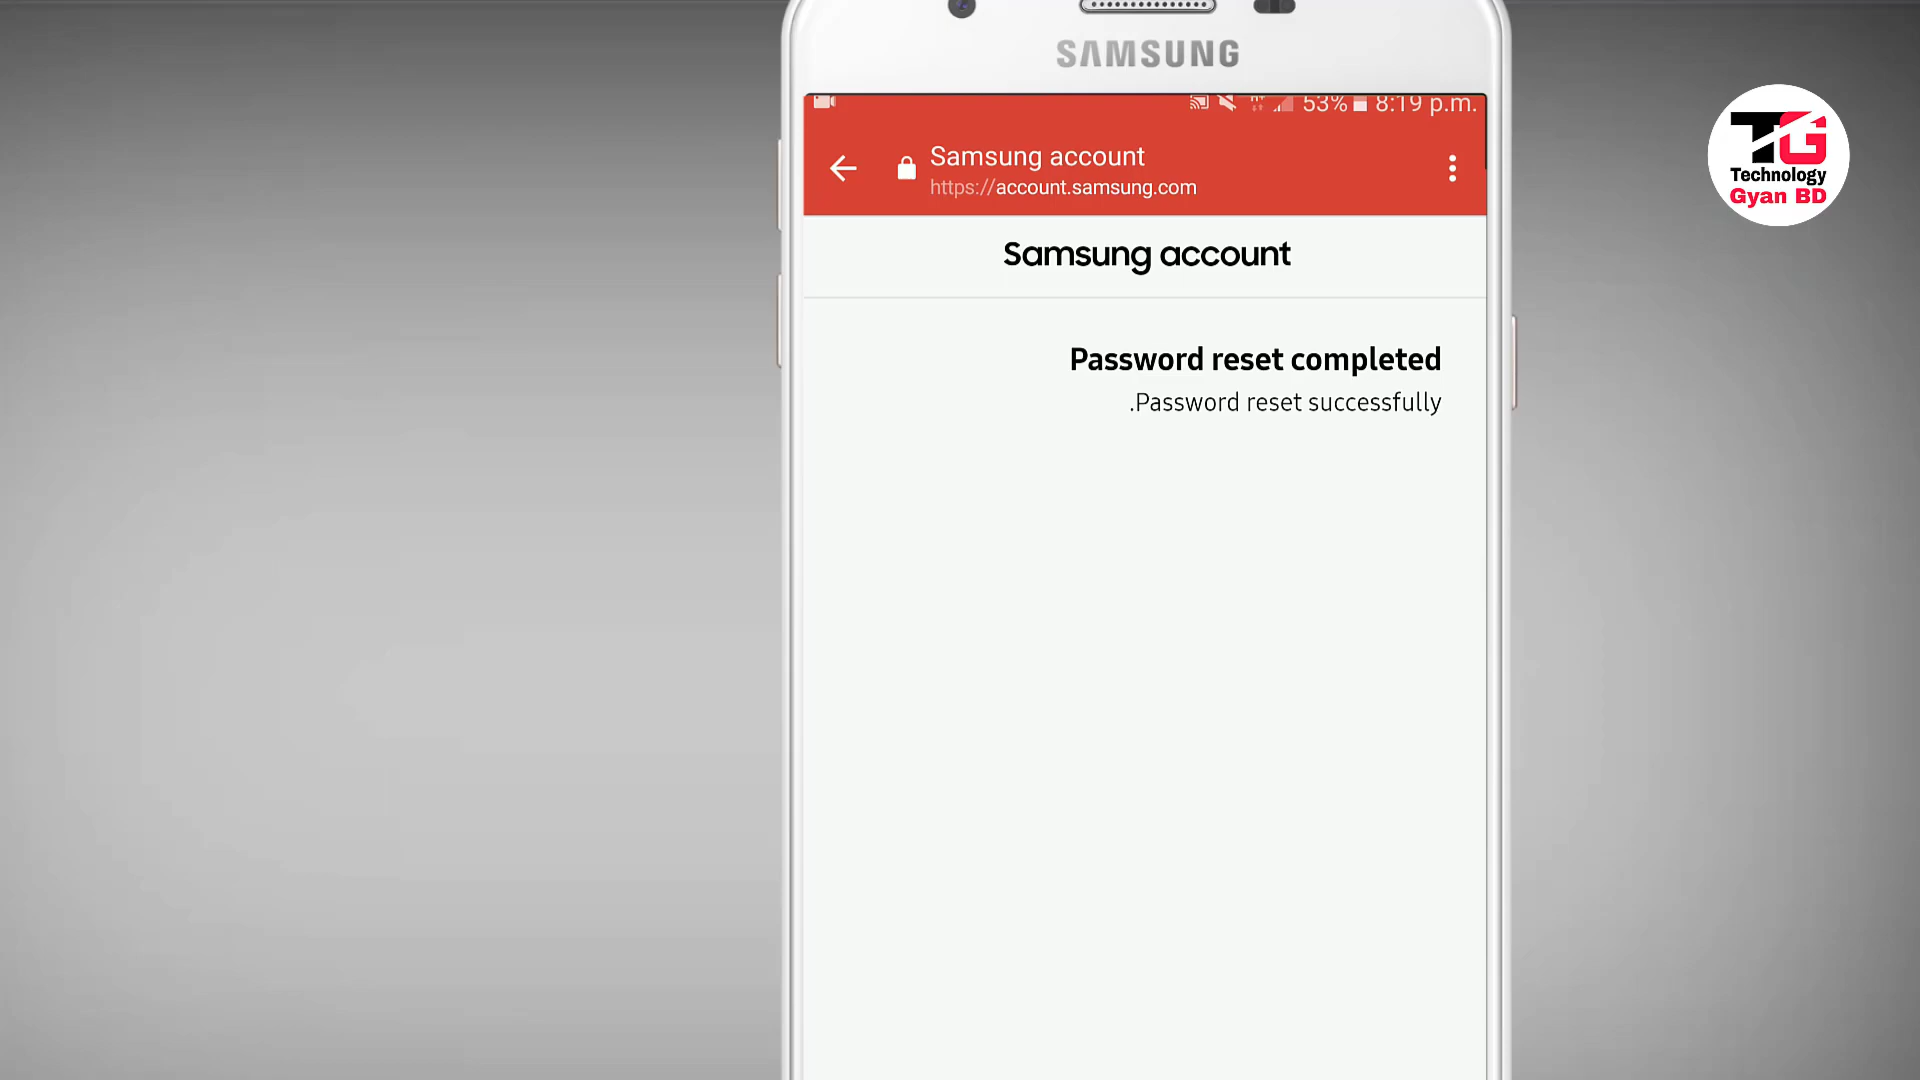 SAMSUNG
53% 8:19 p.m.
Samsung account
https://account.samsung.com
Samsung account
Password reset completed
.Password reset successfully
TG
Technology
Gyan BD